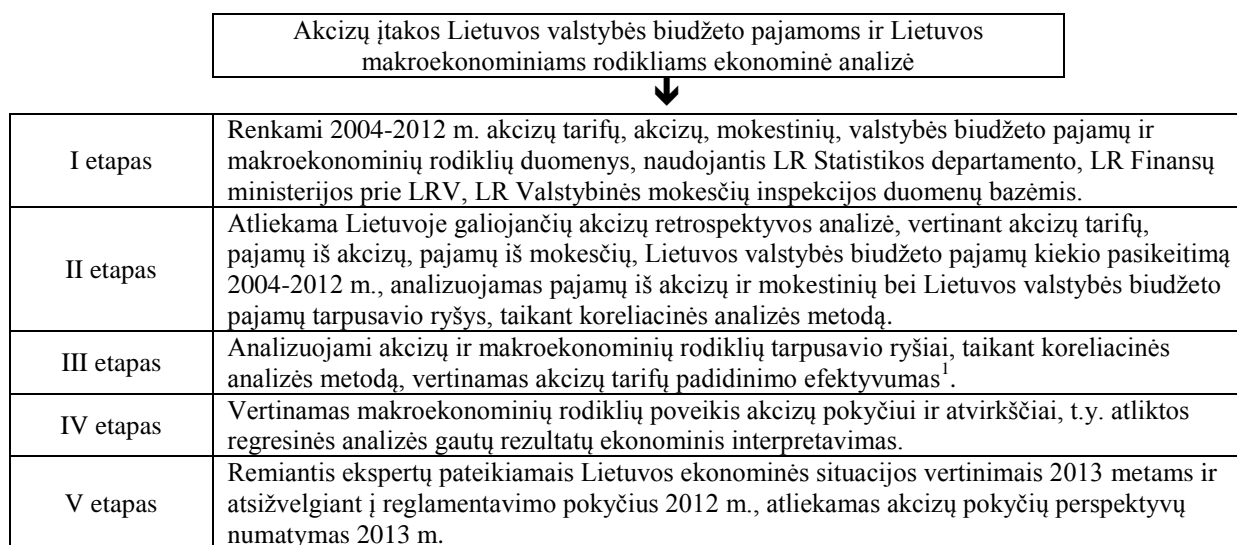 Akcizų įtakos Lietuvos valstybės biudžeto pajamoms ir Lietuvos
makroekonominiams rodikliams ekonominė analizė
I etapas
Renkami 2004-2012 m. akcizų tarifų, akcizų, mokestinių, valstybės biudžeto pajamų ir
makroekonominių rodiklių duomenys, naudojantis LR Statistikos departamento, LR Finansų
ministerijos prie LRV, LR Valstybinės mokesčių inspekcijos duomenų bazėmis.
II etapas
Atliekama Lietuvoje galiojančių akcizų retrospektyvos analizė, vertinant akcizų tarifų,
pajamų iš akcizų, pajamų iš mokesčių, Lietuvos valstybės biudžeto pajamų kiekio pasikeitimą
2004-2012 m., analizuojamas pajamų iš akcizų ir mokestinių bei Lietuvos valstybės biudžeto
pajamų tarpusavio ryšys, taikant koreliacinės analizės metodą.
III etapas
Analizuojami akcizų ir makroekonominių rodiklių tarpusavio ryšiai, taikant koreliacinės
analizės metodą, vertinamas akcizų tarifų padidinimo efektyvumas¹.
IV etapas
Vertinamas makroekonominių rodiklių poveikis akcizų pokyčiui ir atvirkščiai, t.y. atliktos
regresinės analizės gautų rezultatų ekonominis interpretavimas.
V etapas
Remiantis ekspertų pateikiamais Lietuvos ekonominės situacijos vertinimais 2013 metams ir
atsižvelgiant į reglamentavimo pokyčius 2012 m., atliekamas akcizų pokyčių perspektyvų
numatymas 2013 m.